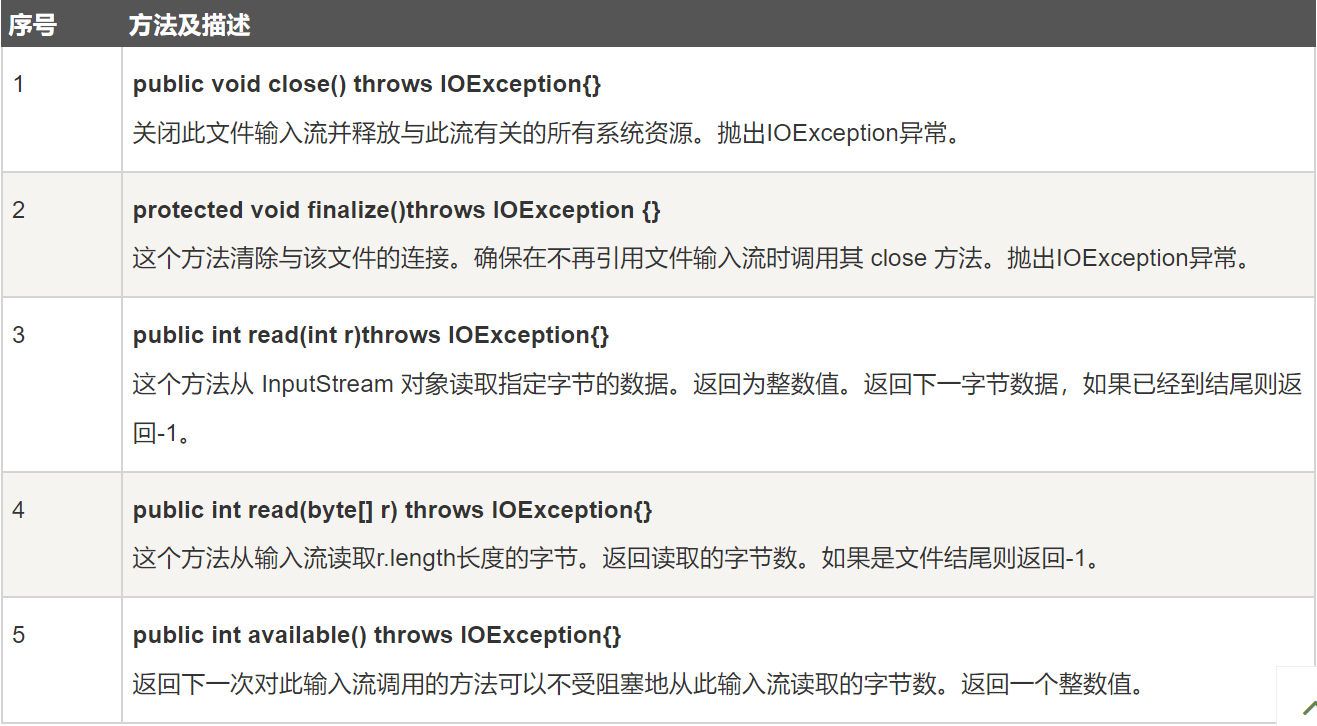 序号 方法及描述
1 public void close() throws IOException{}
关闭此文件输入流并释放与此流有关的所有系统资源。抛出IOException异常。
2 protected void finalize()throws IOException {}
这个方法清除与该文件的连接。确保在不再引用文件输入流时调用其 close 方法。抛出IOException异常。
3 public int read(int r)throws IOException{}
这个方法从 InputStream 对象读取指定字节的数据。返回为整数值。返回下一字节数据，如果已经到结尾则返
回-1。
4 public int read(byte[] r) throws IOException{}
这个方法从输入流读取r.length长度的字节。返回读取的字节数。如果是文件结尾则返回-1。
5 public int available() throws IOException{}
返回下一次对此输入流调用的方法可以不受阻塞地从此输入流读取的字节数。返回一个整数值。